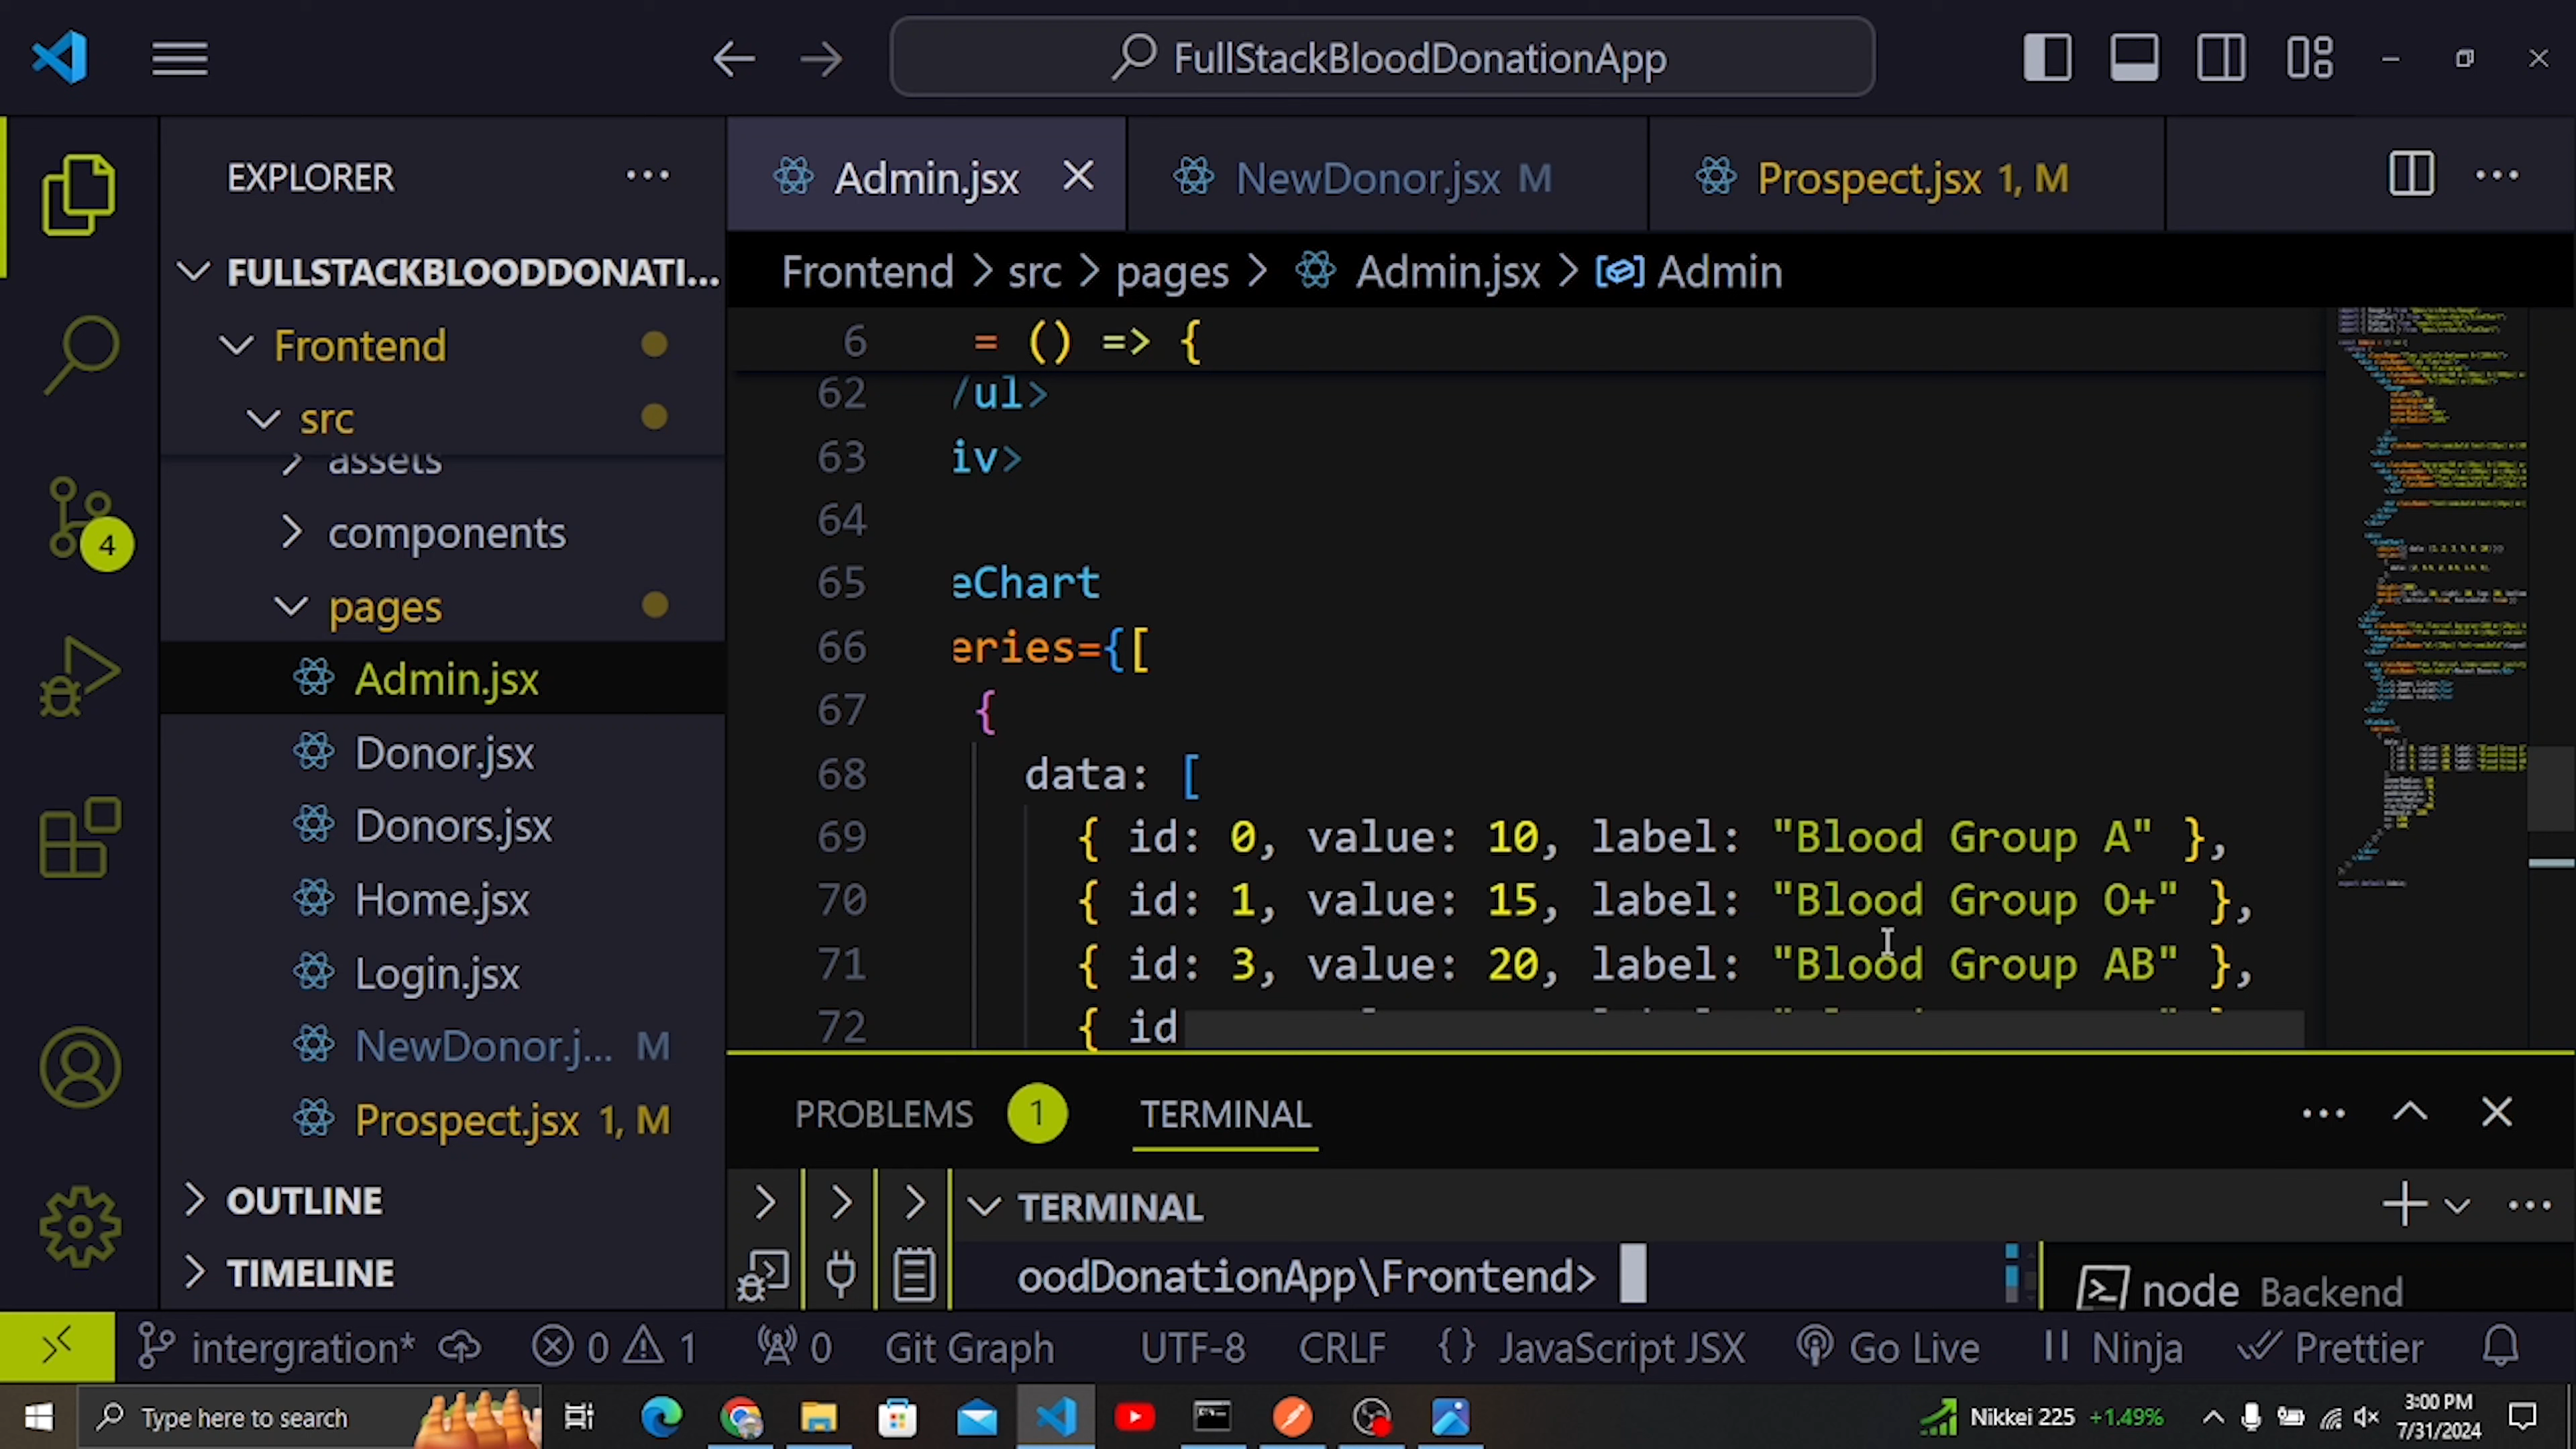 FullStackBloodDonationApp
EXPLORER
Admin.jsx
NewDonor.jsx M
Prospect.jsx 1, M
FULLSTACKBLOODDONATI...
Frontend > src > pages > Admin.jsx > Admin
Frontend
6 = () => {
62 /ul>
src
63 iv>
assets
64
components
65 eChart
pages
66 eries={[
Admin.jsx
67 {
Donor.jsx
68 data: [
Donors.jsx
69 { id: 0, value: 10, label: "Blood Group A" },
Home.jsx
70 { id: 1, value: 15, label: "Blood Group O+" },
Login.jsx
71 { id: 3, value: 20, label: "Blood Group AB" },
72 { id
NewDonor.j... M
Prospect.jsx 1, M
PROBLEMS 1 TERMINAL
OUTLINE
TERMINAL
TIMELINE
oodDonationApp\Frontend>
node Backend
4
intergration* 0 1 0 Git Graph UTF-8 CRLF {} JavaScript JSX Go Live Ninja Prettier
Type here to search
Nikkei 225 +1.49%
3:00 PM
7/31/2024